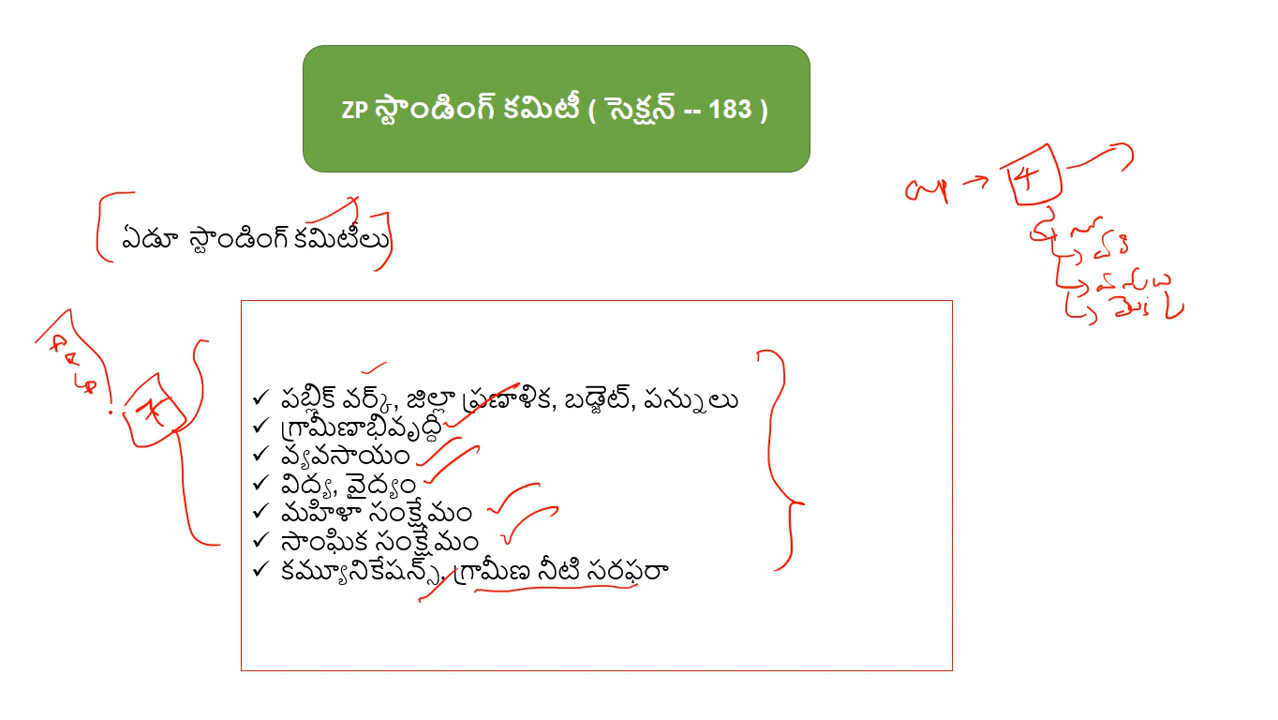 ZP స్టాండింగ్ కమిటీ ( సెక్షన్ -- 183 )
ఏడూ స్టాండింగ్ కమిటీలు
4
7
✓ పబ్లిక్ వర్క్, జిల్లా ప్రణాళిక, బడ్జెట్, పన్నులు
✓ గ్రామీణాభివృద్ధి
✓ వ్యవసాయం
✓ విద్య, వైద్యం
✓ మహిళా సంక్షేమం
✓ సాంఘిక సంక్షేమం
✓ కమ్యూనికేషన్స్, గ్రామీణ నీటి సరఫరా